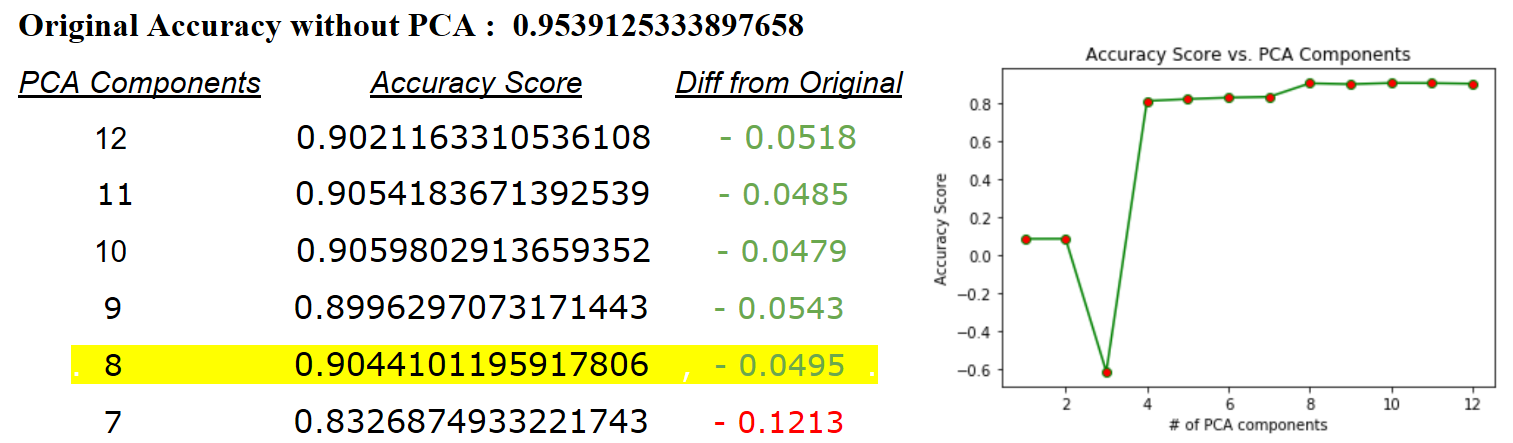 Original Accuracy without PCA :  0.9539125333897658
PCA Components Accuracy Score Diff from Original
12 0.9021163310536108 - 0.0518
11 0.9054183671392539 - 0.0485
10 0.9059802913659352 - 0.0479
9 0.8996297073171443 - 0.0543
. 8 0.9044101195917806 , - 0.0495 .
7 0.8326874933221743 - 0.1213
Accuracy Score vs. PCA Components
Accuracy Score
0.8
0.6
0.4
0.2
0.0
−0.2
−0.4
−0.6
2 4 6 8 10 12
# of PCA components